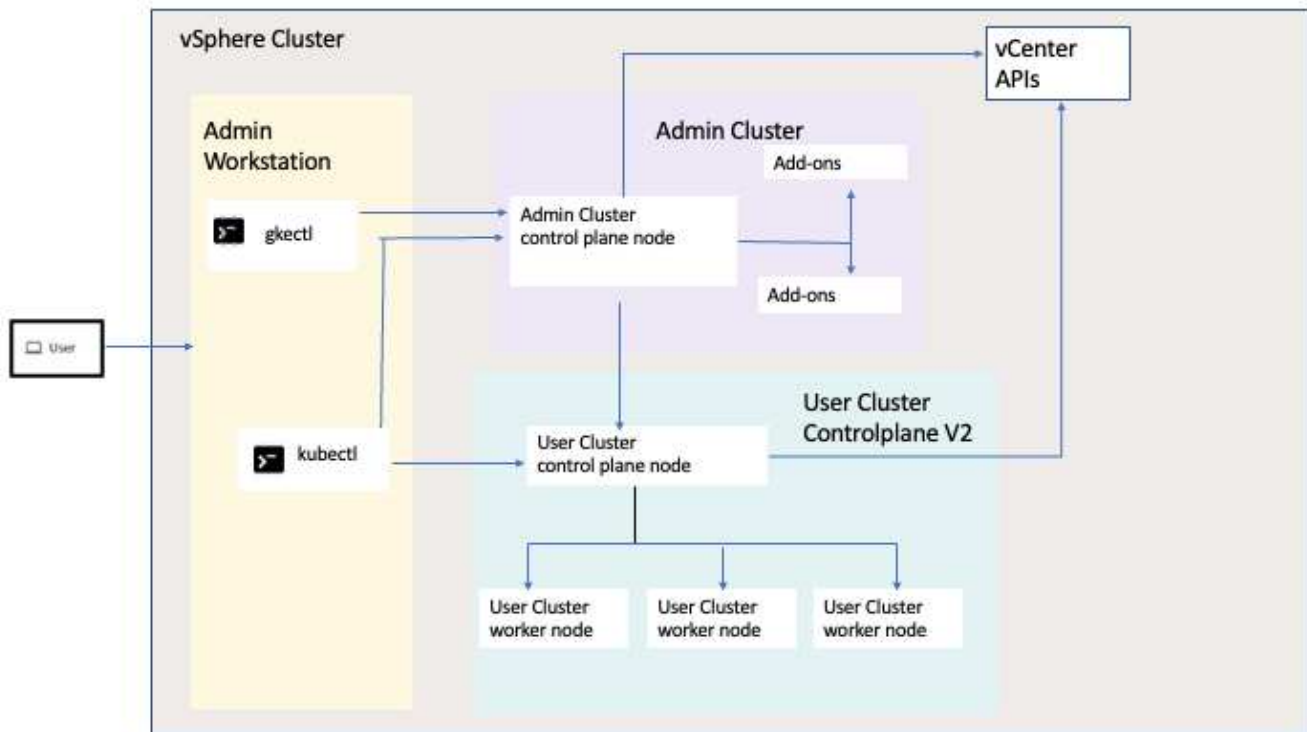 vSphere Cluster
vCenter
APIs
Admin
Workstation
Admin Cluster
Add-ons
gkectl
Admin Cluster
control plane node
Add-ons
User
User Cluster
Controlplane V2
kubectl
User Cluster
control plane node
User Cluster
worker node
User Cluster
worker node
User Cluster
worker node